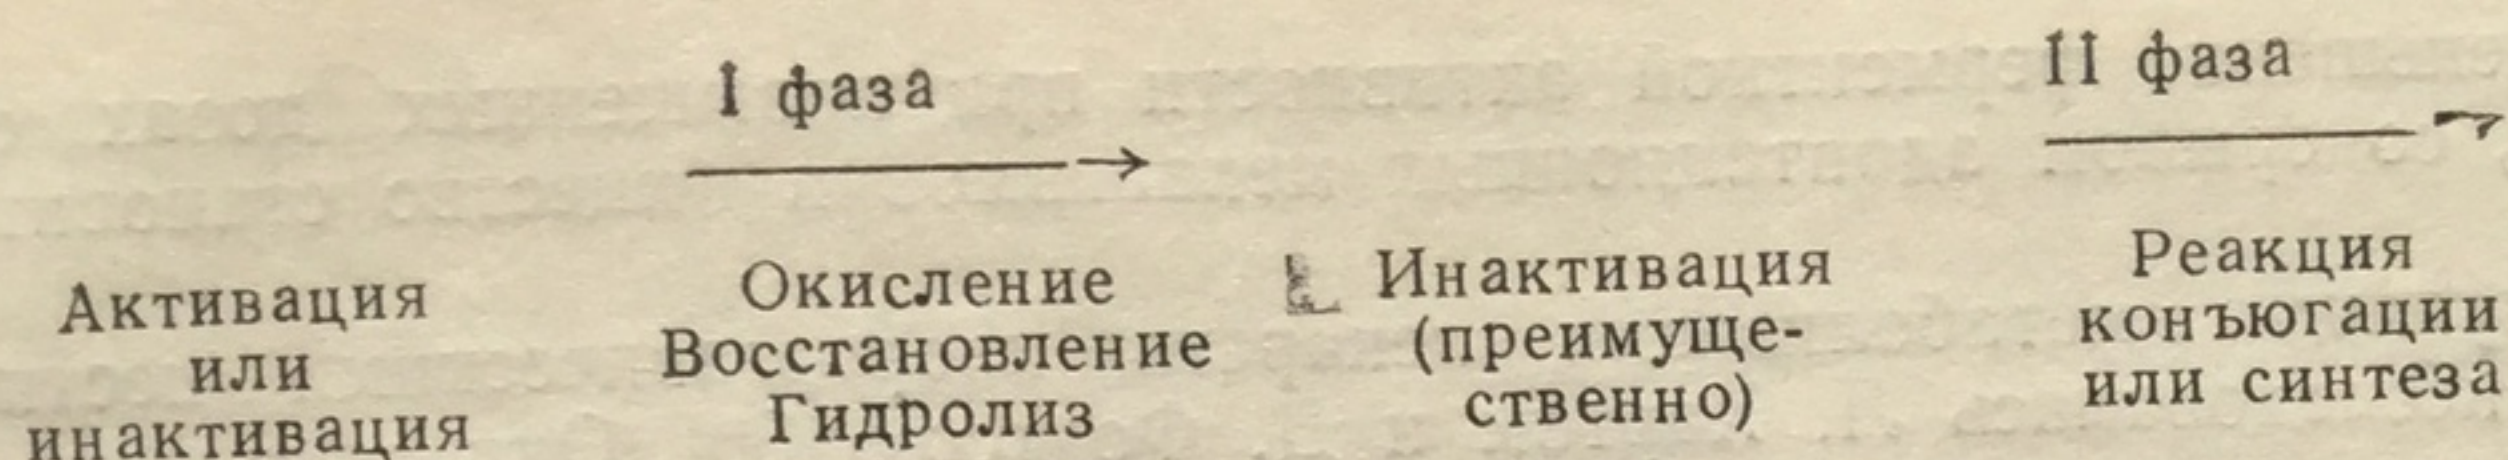 I фаза
II фаза
Активация
или
инактивация
Окисление
Восстановление
Гидролиз
Инактивация
(преимуще-
ственно)
Реакция
конъюгации
или синтеза